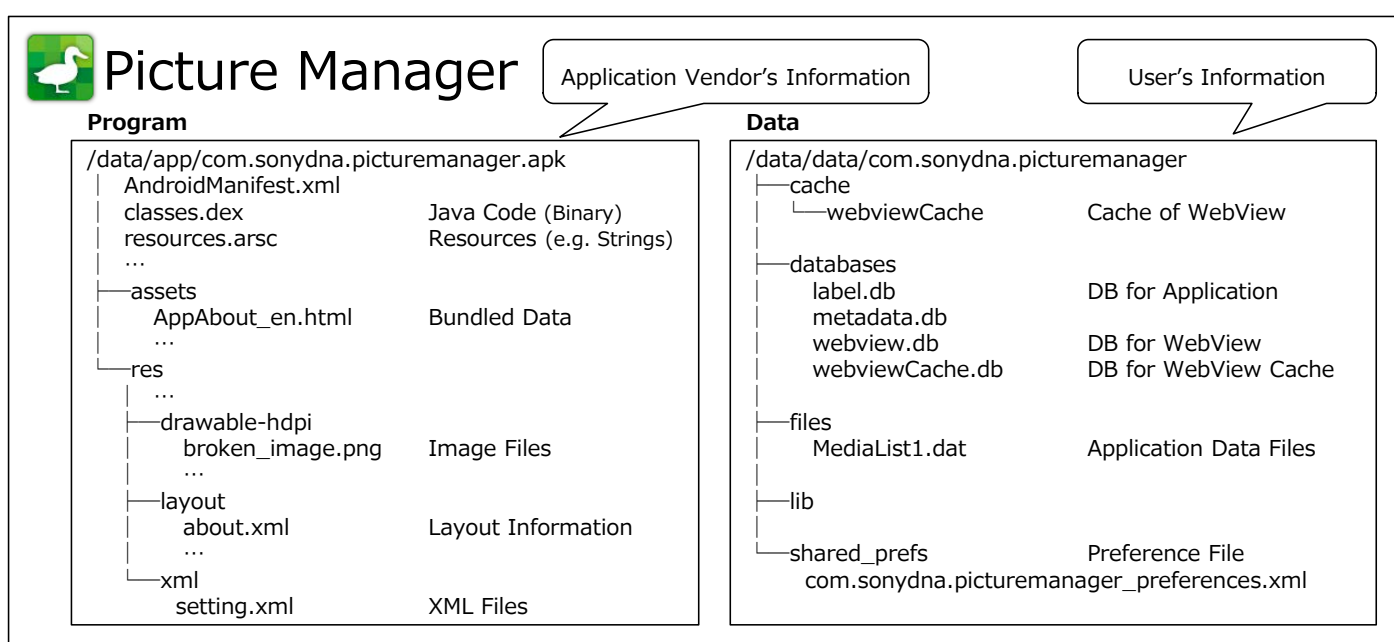 Picture Manager
Application Vendor’s Information
User’s Information
Program
/data/app/com.sonydna.picturemanager.apk
AndroidManifest.xml
classes.dex Java Code (Binary)
resources.arsc Resources (e.g. Strings)
…
assets
AppAbout_en.html Bundled Data
…
res
…
drawable-hdpi
broken_image.png Image Files
…
layout
about.xml Layout Information
…
xml
setting.xml XML Files
Data
/data/data/com.sonydna.picturemanager
cache
webviewCache Cache of WebView
databases
label.db DB for Application
metadata.db
webview.db DB for WebView
webviewCache.db DB for WebView Cache
files
MediaList1.dat Application Data Files
lib
shared_prefs Preference File
com.sonydna.picturemanager_preferences.xml